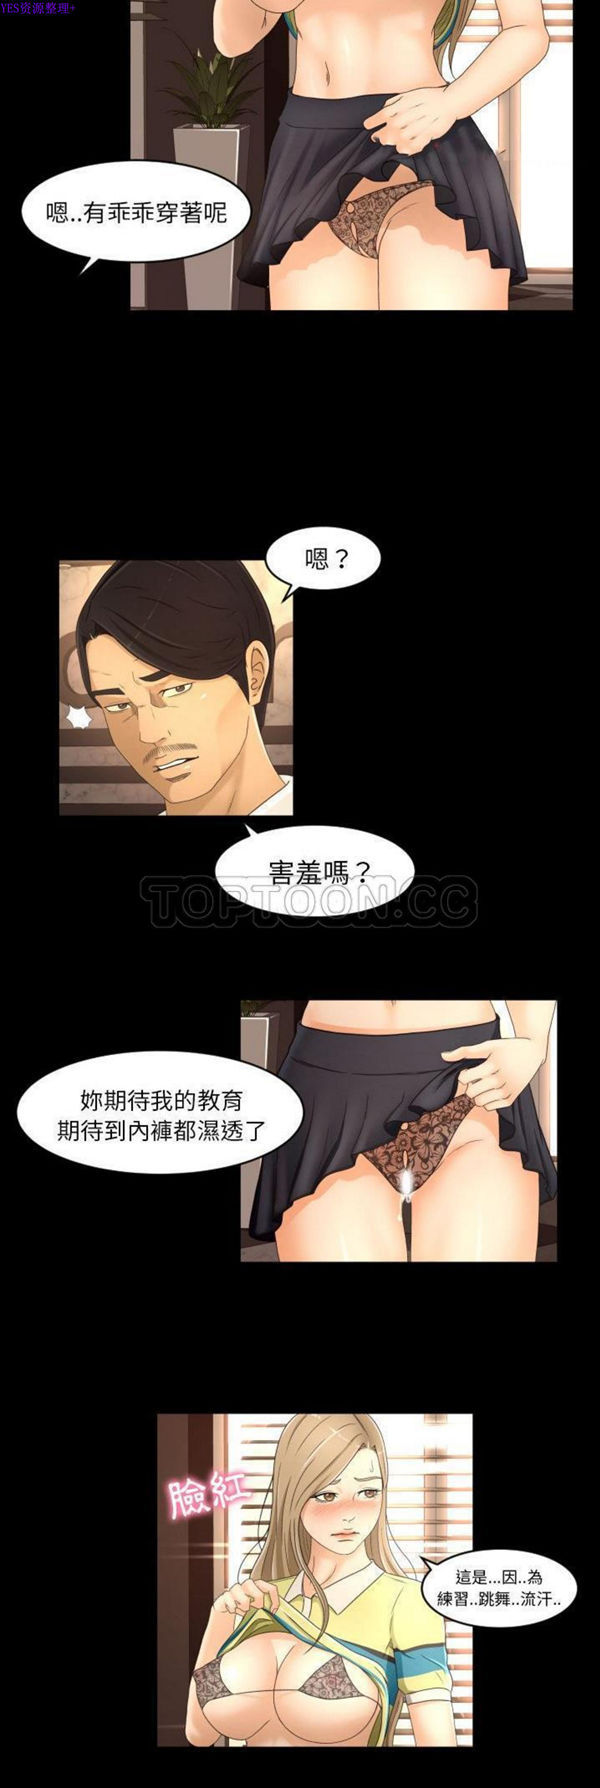 YES资源整理+
嗯..有乖乖穿著呢
嗯？
害羞嗎？
TOPTOON.CC
妳期待我的教育
期待到內褲都濕透了
臉紅
這是...因..為
練習..跳舞..流汗..